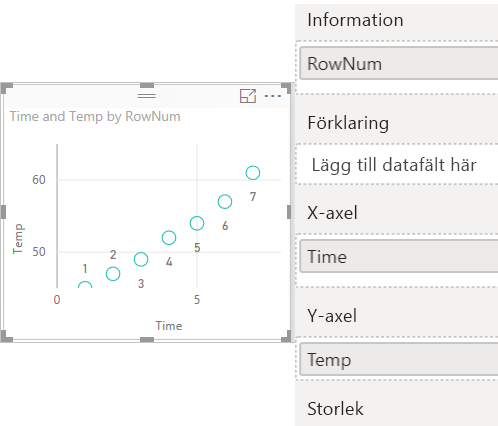 Time and Temp by RowNum
Temp
60
50
1
2
3
4
5
6
7
0
5
Time
Information
RowNum
Förklaring
Lägg till datafält här
X-axel
Time
Y-axel
Temp
Storlek